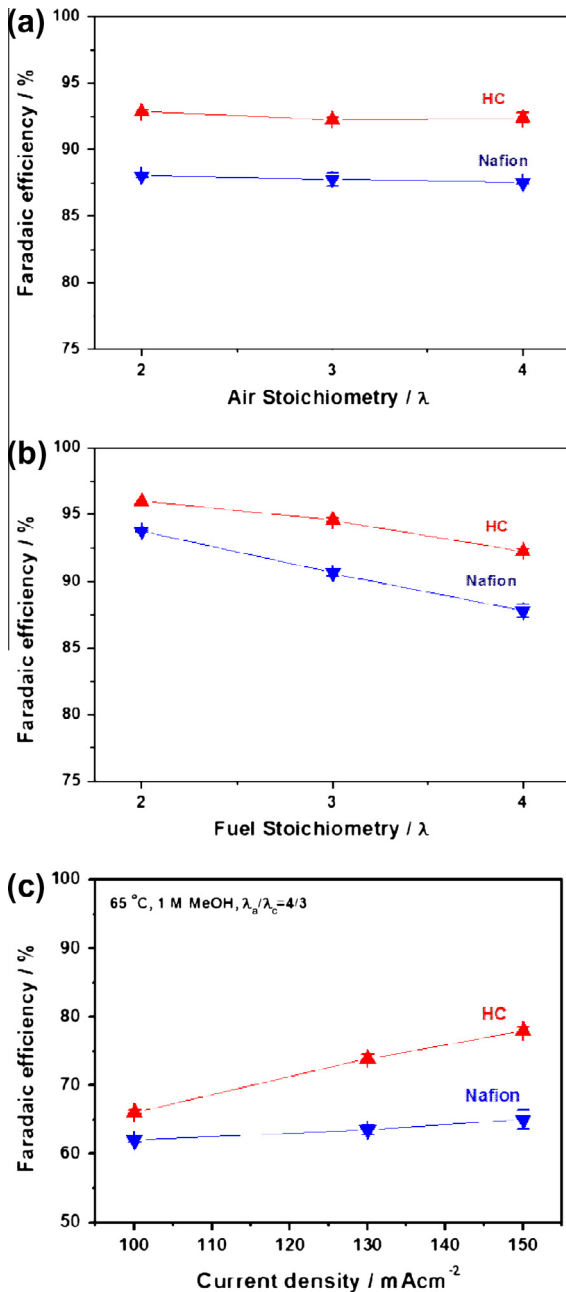 (a)
100
95
90
85
80
75
Faradaic efficiency / %
HC
Nafion
2
3
4
Air Stoichiometry / λ
(b)
100
95
90
85
80
75
Faradaic efficiency / %
HC
Nafion
2
3
4
Fuel Stoichiometry / λ
(c)
100
90
80
70
60
50
Faradaic efficiency / %
65 °C, 1 M MeOH, λa/λc=4/3
HC
Nafion
100
110
120
130
140
150
Current density / mAcm⁻²